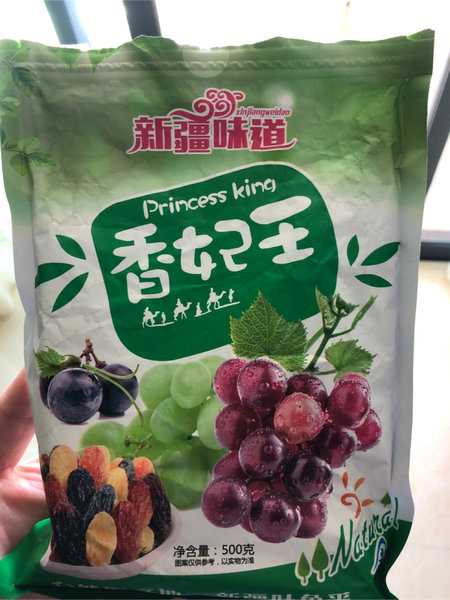 xinjiangweidao
新疆味道
Princess king
香妃王
Natural
净含量：500克
图案仅供参考，以实物为准